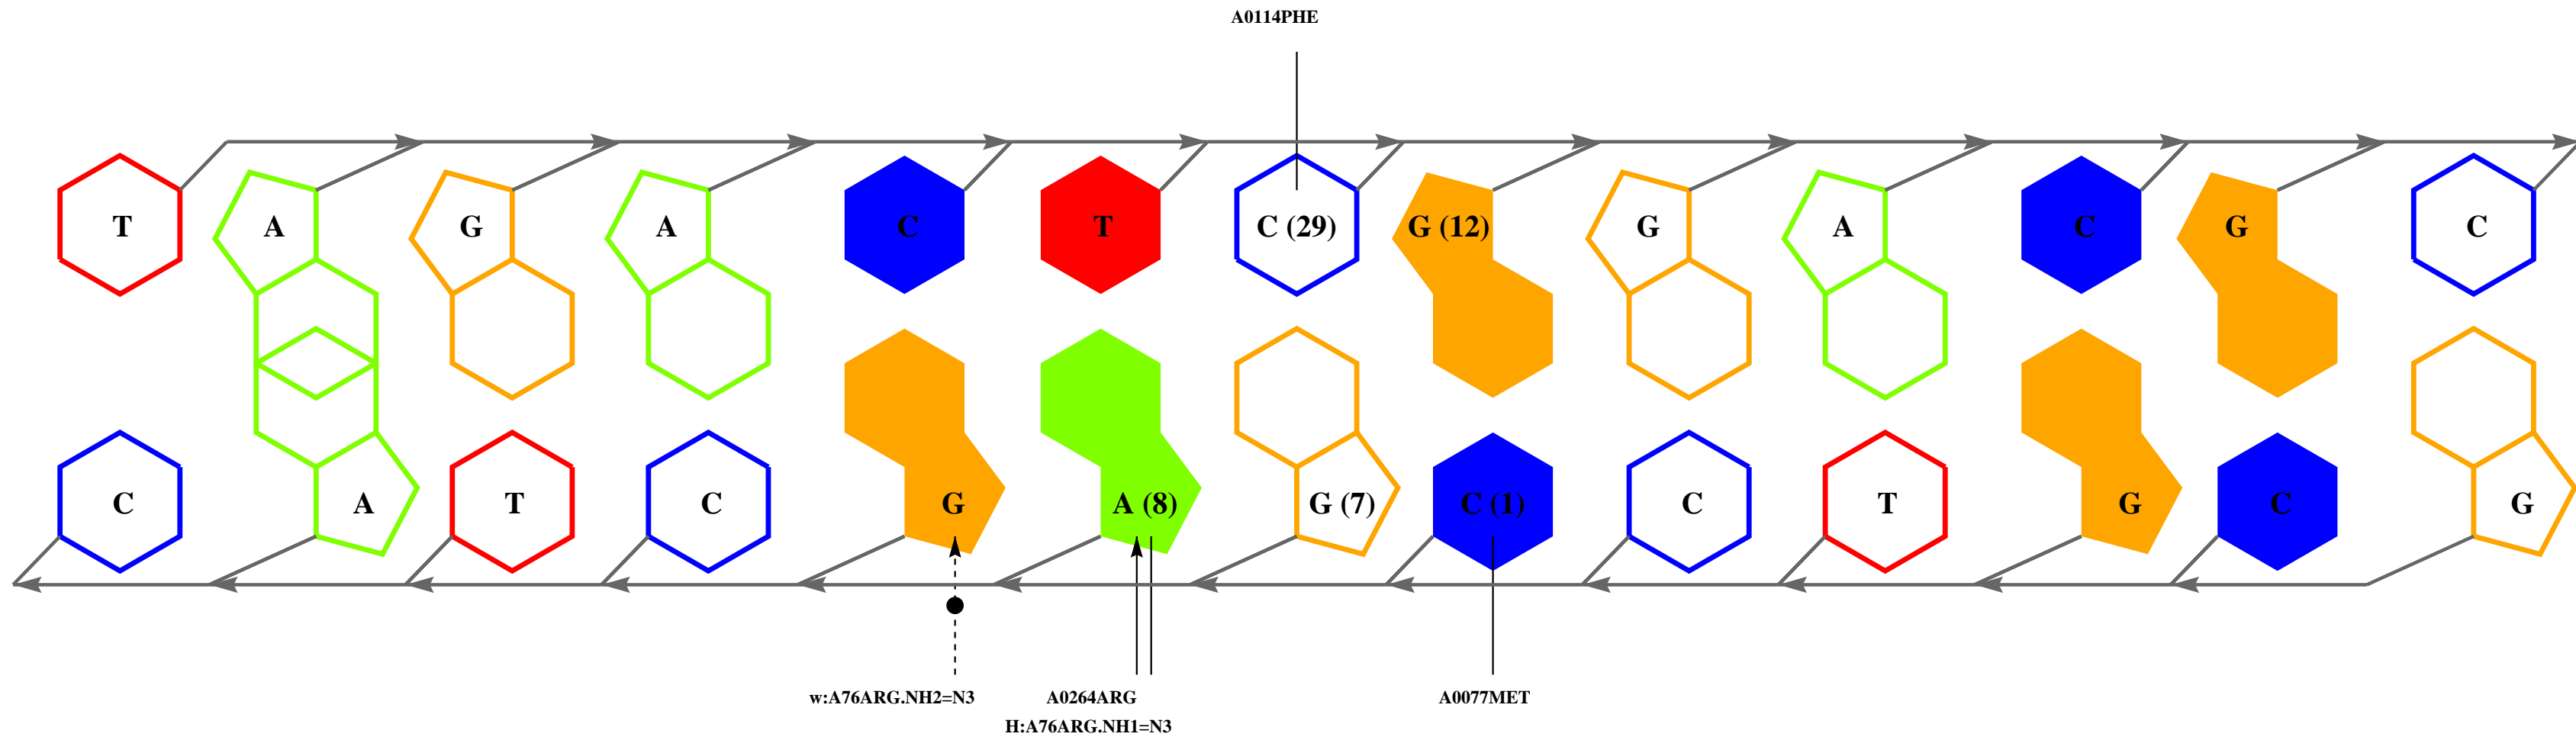 A0114PHE
T A G A C T C (29) G (12) G A C G C
C A T C G A (8) G (7) C (1) C T G C G
w:A76ARG.NH2=N3 A0264ARG A0077MET
H:A76ARG.NH1=N3